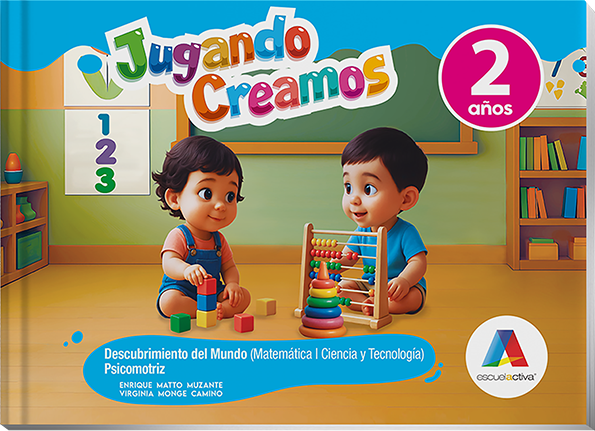 Jugando
Creamos
2
años
1
2
3
Descubrimiento del Mundo (Matemática | Ciencia y Tecnología)
Psicomotriz
ENRIQUE MATTO MUZANTE
VIRGINIA MONGE CAMINO
escuelactiva